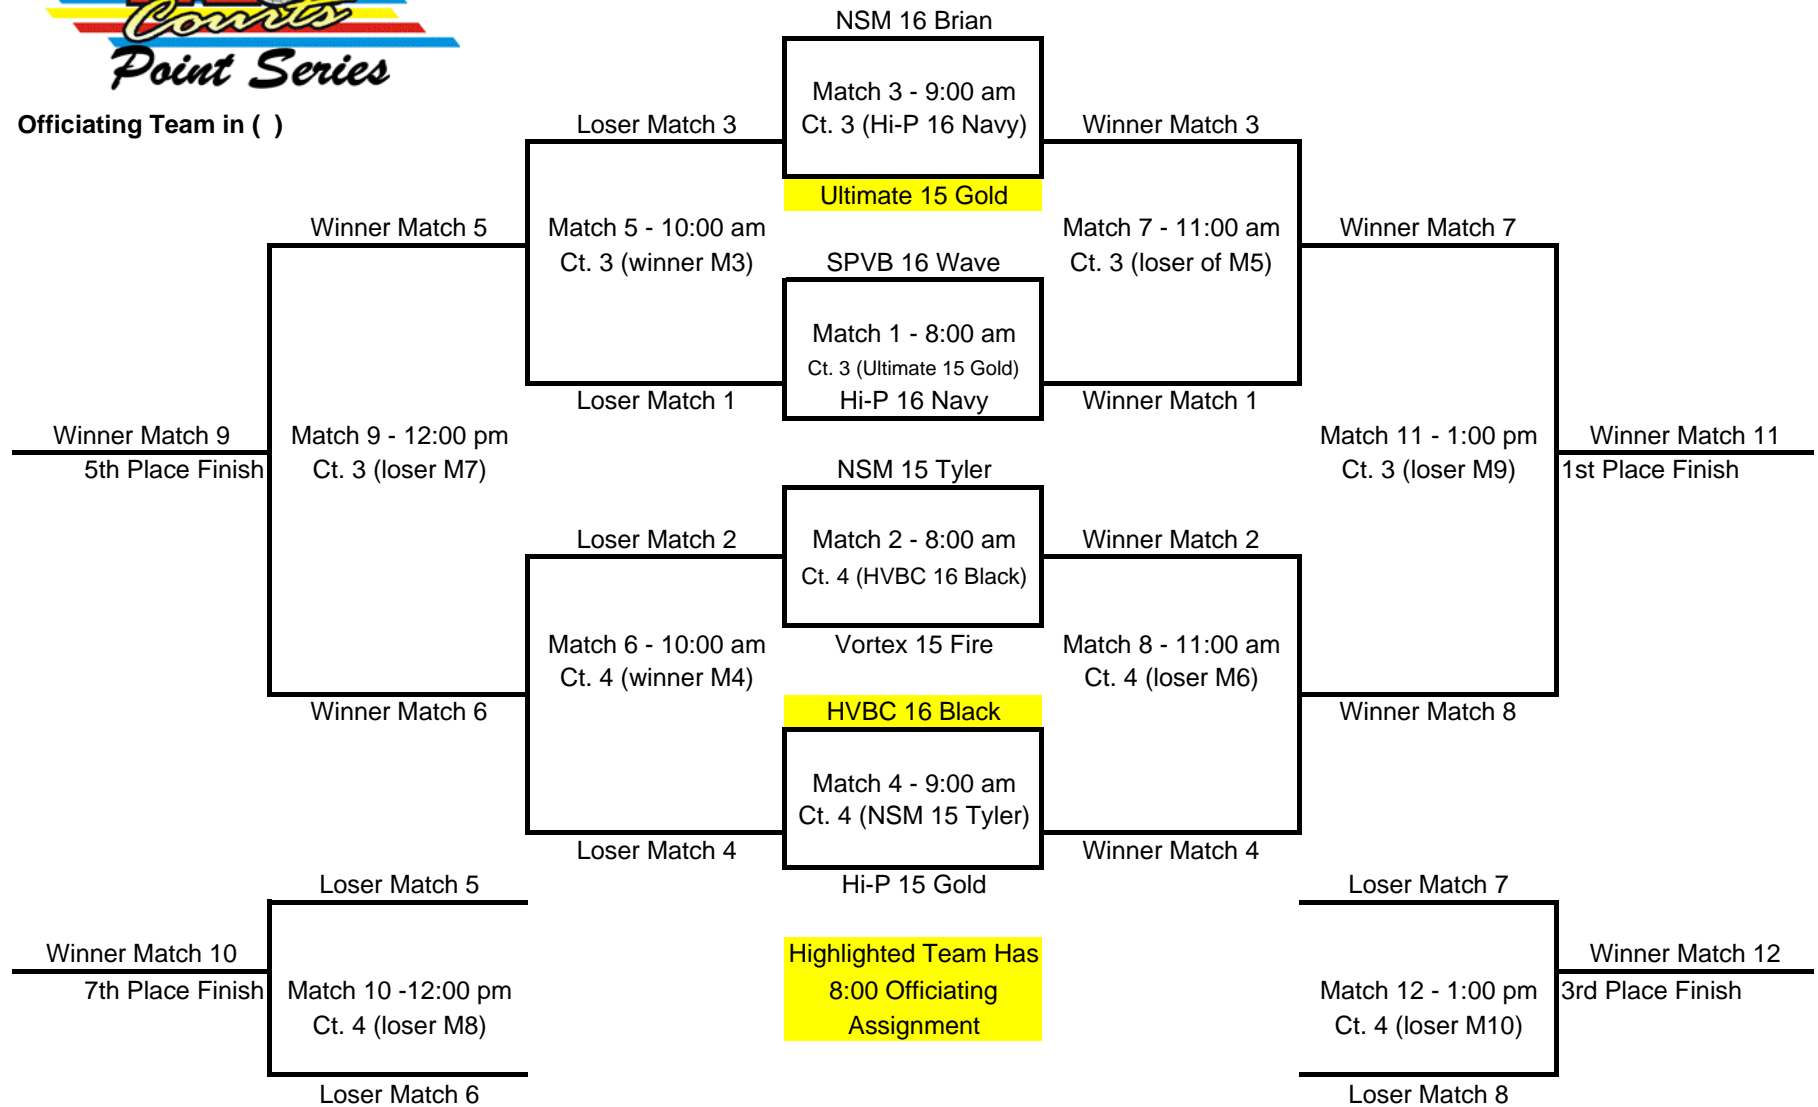 Courts
Point Series
Officiating Team in (  )
NSM 16 Brian
Match 3 - 9:00 am
Ct. 3 (Hi-P 16 Navy)
Loser Match 3
Winner Match 3
Ultimate 15 Gold
Winner Match 5
Match 5 - 10:00 am
Ct. 3 (winner M3)
Match 7 - 11:00 am
Ct. 3 (loser of M5)
Winner Match 7
SPVB 16 Wave
Match 1 - 8:00 am
Ct. 3 (Ultimate 15 Gold)
Hi-P 16 Navy
Loser Match 1
Winner Match 1
Winner Match 9
5th Place Finish
Match 9 - 12:00 pm
Ct. 3 (loser M7)
Match 11 - 1:00 pm
Ct. 3 (loser M9)
Winner Match 11
1st Place Finish
NSM 15 Tyler
Loser Match 2
Match 2 - 8:00 am
Ct. 4 (HVBC 16 Black)
Winner Match 2
Vortex 15 Fire
Match 6 - 10:00 am
Ct. 4 (winner M4)
Match 8 - 11:00 am
Ct. 4 (loser M6)
Winner Match 6
HVBC 16 Black
Winner Match 8
Match 4 - 9:00 am
Ct. 4 (NSM 15 Tyler)
Loser Match 4
Winner Match 4
Hi-P 15 Gold
Loser Match 5
Loser Match 7
Winner Match 10
7th Place Finish
Match 10 -12:00 pm
Ct. 4 (loser M8)
Highlighted Team Has
8:00 Officiating
Assignment
Match 12 - 1:00 pm
Ct. 4 (loser M10)
Winner Match 12
3rd Place Finish
Loser Match 6
Loser Match 8